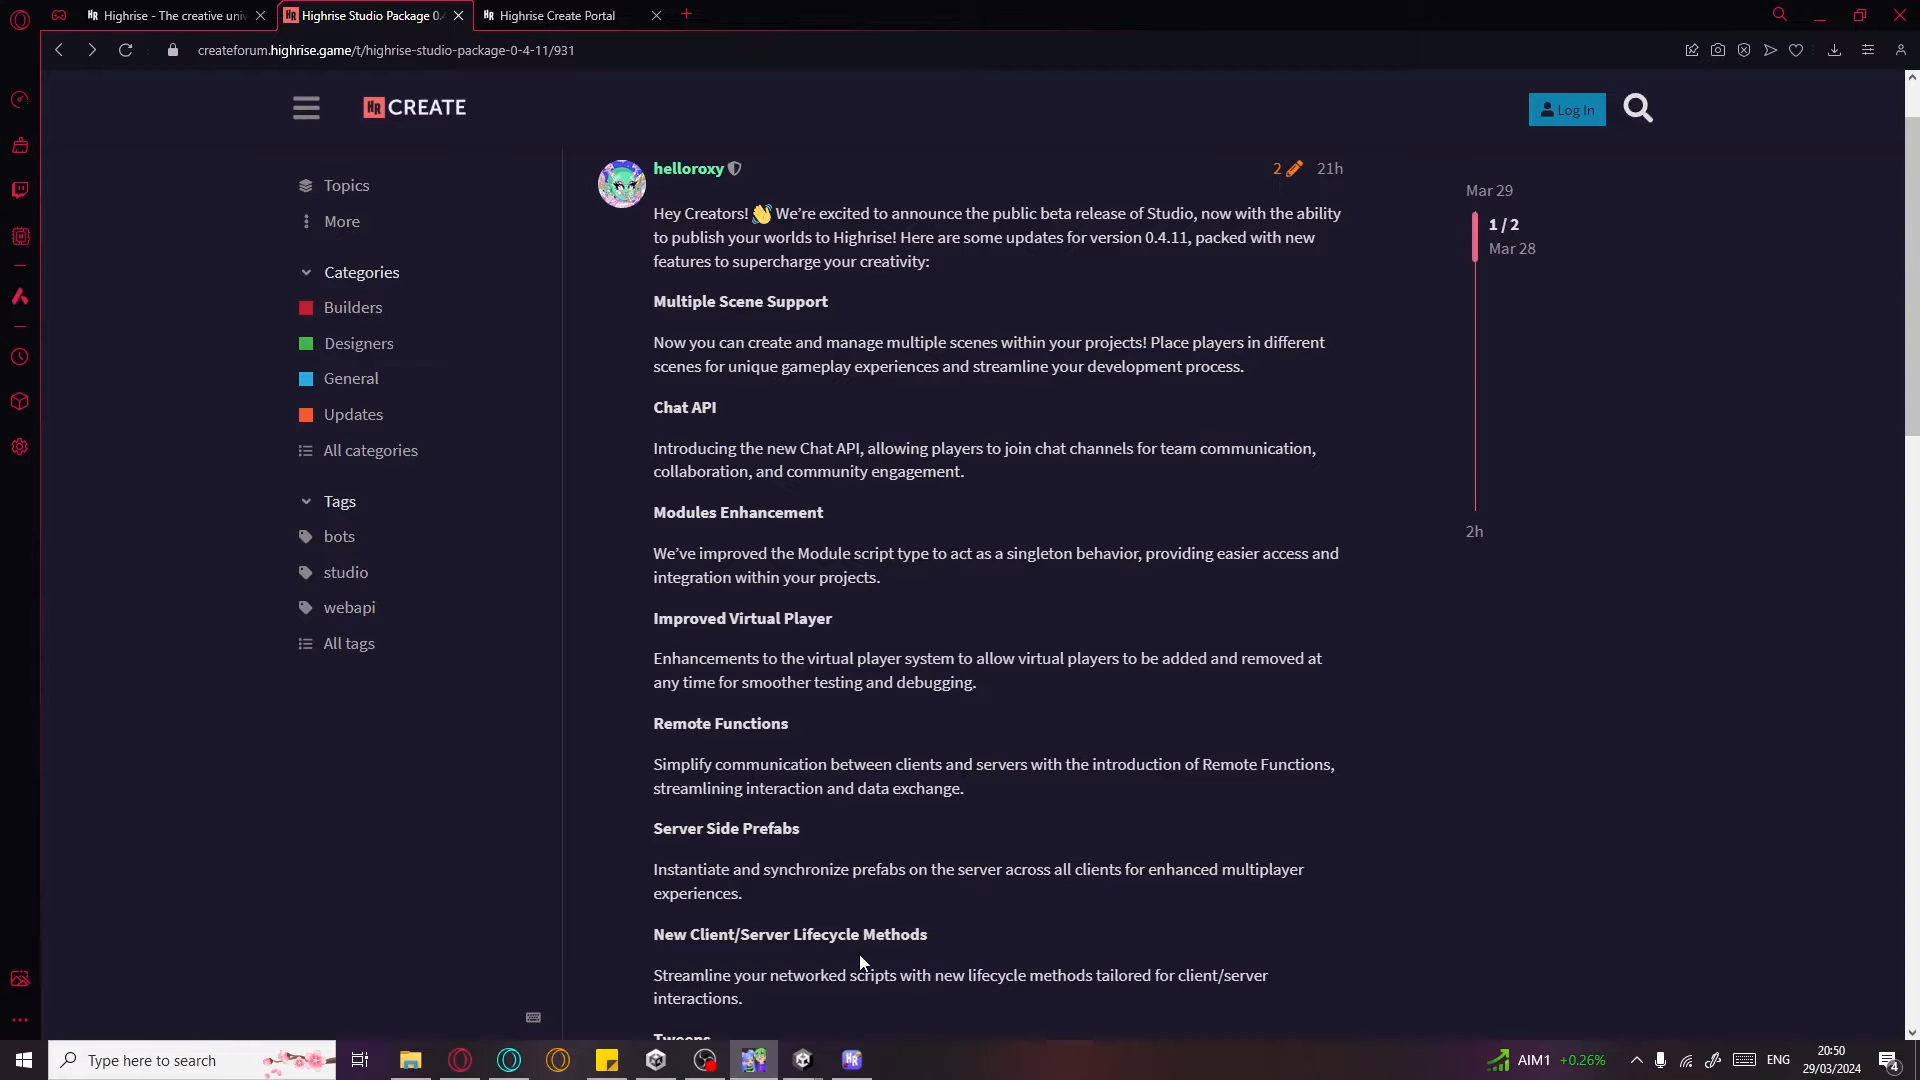 Highrise - The creative univ
Highrise Studio Package 0.
Highrise Create Portal
createforum.highrise.game/t/highrise-studio-package-0-4-11/931
HR CREATE
Log In
Topics
More
Categories
Builders
Designers
General
Updates
All categories
Tags
bots
studio
webapi
All tags
helloroxy
2
21h
Hey Creators! 👋 We’re excited to announce the public beta release of Studio, now with the ability
to publish your worlds to Highrise! Here are some updates for version 0.4.11, packed with new
features to supercharge your creativity:
Multiple Scene Support
Now you can create and manage multiple scenes within your projects! Place players in different
scenes for unique gameplay experiences and streamline your development process.
Chat API
Introducing the new Chat API, allowing players to join chat channels for team communication,
collaboration, and community engagement.
Modules Enhancement
We’ve improved the Module script type to act as a singleton behavior, providing easier access and
integration within your projects.
Improved Virtual Player
Enhancements to the virtual player system to allow virtual players to be added and removed at
any time for smoother testing and debugging.
Remote Functions
Simplify communication between clients and servers with the introduction of Remote Functions,
streamlining interaction and data exchange.
Server Side Prefabs
Instantiate and synchronize prefabs on the server across all clients for enhanced multiplayer
experiences.
New Client/Server Lifecycle Methods
Streamline your networked scripts with new lifecycle methods tailored for client/server
interactions.
Tweens
Mar 29
1 / 2
Mar 28
2h
Type here to search
AIM1 +0.26%
ENG
20:50
29/03/2024
4